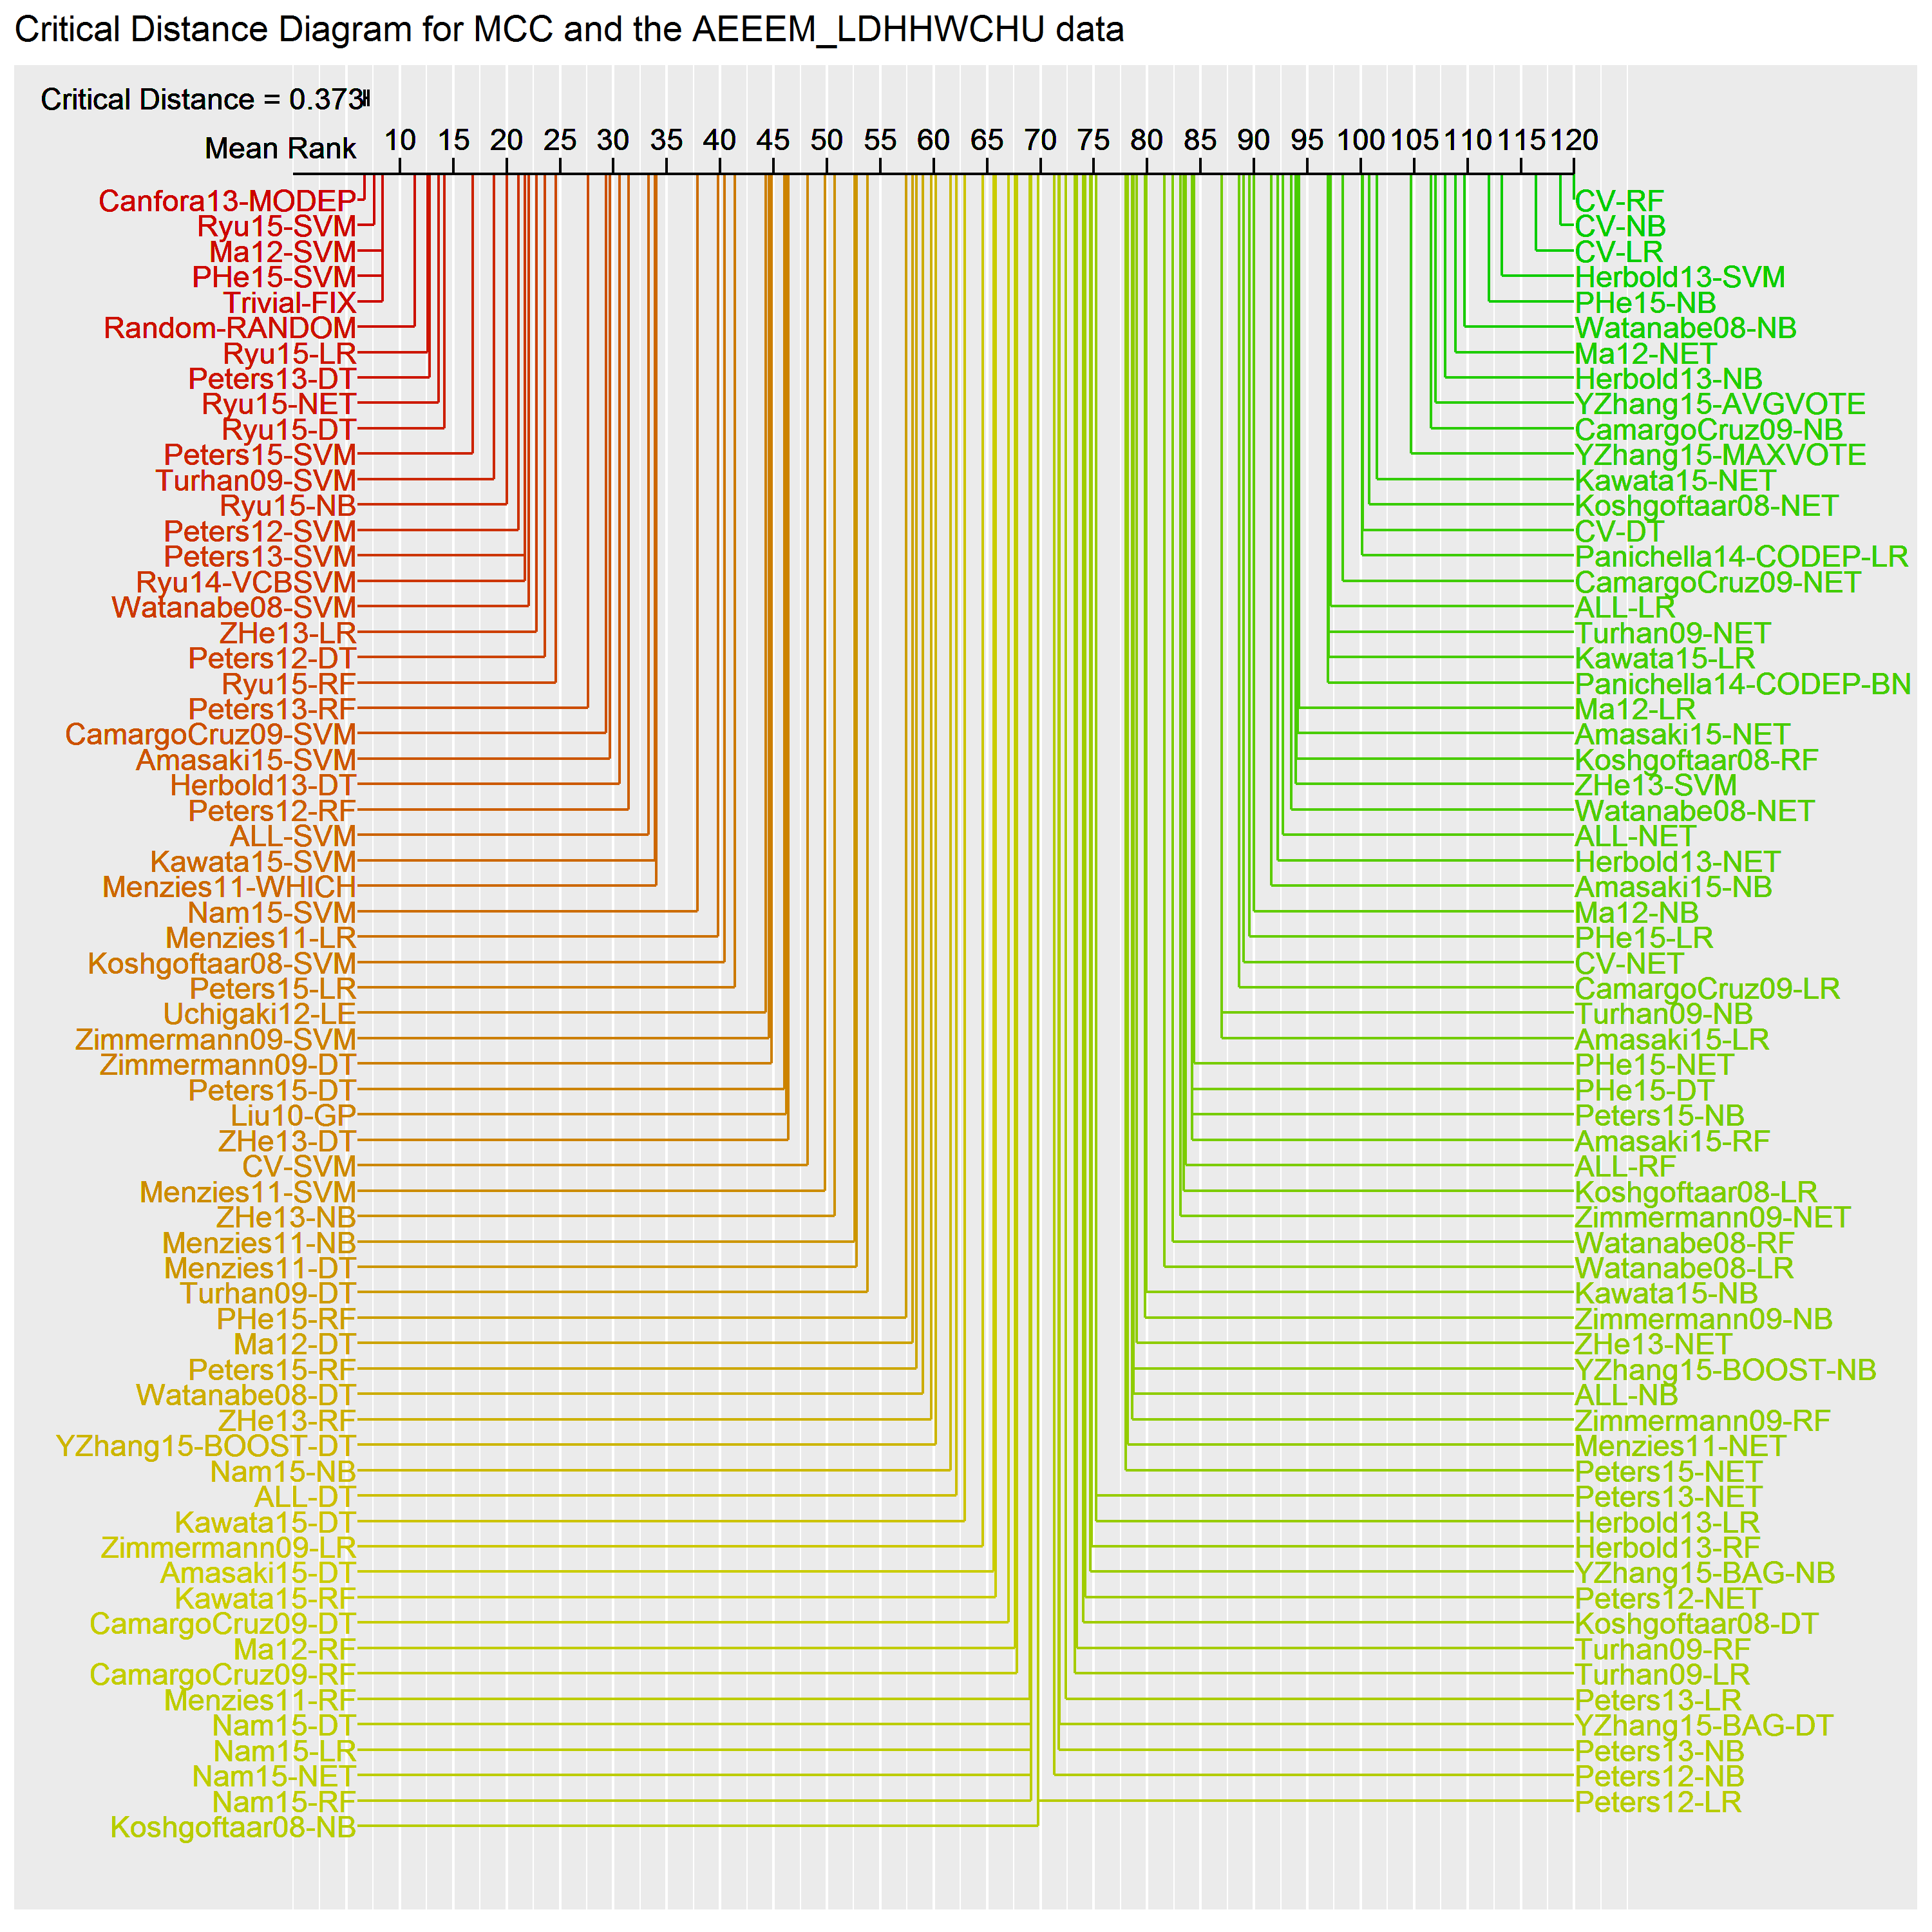 Critical Distance Diagram for MCC and the AEEEM_LDHHWCHU data
Critical Distance = 0.373
Mean Rank
10 15 20 25 30 35 40 45 50 55 60 65 70 75 80 85 90 95 100 105 110 115 120
Canfora13-MODEP
Ryu15-SVM
Ma12-SVM
PHe15-SVM
Trivial-FIX
Random-RANDOM
Ryu15-LR
Peters13-DT
Ryu15-NET
Ryu15-DT
Peters15-SVM
Turhan09-SVM
Ryu15-NB
Peters12-SVM
Peters13-SVM
Ryu14-VCBSVM
Watanabe08-SVM
ZHe13-LR
Peters12-DT
Ryu15-RF
Peters13-RF
CamargoCruz09-SVM
Amasaki15-SVM
Herbold13-DT
Peters12-RF
ALL-SVM
Kawata15-SVM
Menzies11-WHICH
Nam15-SVM
Menzies11-LR
Koshgoftaar08-SVM
Peters15-LR
Uchigaki12-LE
Zimmermann09-SVM
Zimmermann09-DT
Peters15-DT
Liu10-GP
ZHe13-DT
CV-SVM
Menzies11-SVM
ZHe13-NB
Menzies11-NB
Menzies11-DT
Turhan09-DT
PHe15-RF
Ma12-DT
Peters15-RF
Watanabe08-DT
ZHe13-RF
YZhang15-BOOST-DT
Nam15-NB
ALL-DT
Kawata15-DT
Zimmermann09-LR
Amasaki15-DT
Kawata15-RF
CamargoCruz09-DT
Ma12-RF
CamargoCruz09-RF
Menzies11-RF
Nam15-DT
Nam15-LR
Nam15-NET
Nam15-RF
Koshgoftaar08-NB
CV-RF
CV-NB
CV-LR
Herbold13-SVM
PHe15-NB
Watanabe08-NB
Ma12-NET
Herbold13-NB
YZhang15-AVGVOTE
CamargoCruz09-NB
YZhang15-MAXVOTE
Kawata15-NET
Koshgoftaar08-NET
CV-DT
Panichella14-CODEP-LR
CamargoCruz09-NET
ALL-LR
Turhan09-NET
Kawata15-LR
Panichella14-CODEP-BN
Ma12-LR
Amasaki15-NET
Koshgoftaar08-RF
ZHe13-SVM
Watanabe08-NET
ALL-NET
Herbold13-NET
Amasaki15-NB
Ma12-NB
PHe15-LR
CV-NET
CamargoCruz09-LR
Turhan09-NB
Amasaki15-LR
PHe15-NET
PHe15-DT
Peters15-NB
Amasaki15-RF
ALL-RF
Koshgoftaar08-LR
Zimmermann09-NET
Watanabe08-RF
Watanabe08-LR
Kawata15-NB
Zimmermann09-NB
ZHe13-NET
YZhang15-BOOST-NB
ALL-NB
Zimmermann09-RF
Menzies11-NET
Peters15-NET
Peters13-NET
Herbold13-LR
Herbold13-RF
YZhang15-BAG-NB
Peters12-NET
Koshgoftaar08-DT
Turhan09-RF
Turhan09-LR
Peters13-LR
YZhang15-BAG-DT
Peters13-NB
Peters12-NB
Peters12-LR